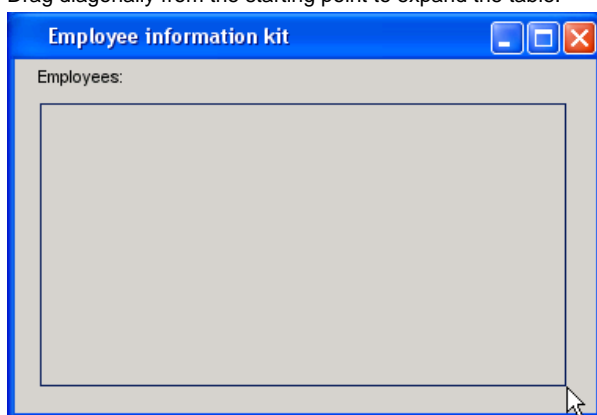 Drag diagonally from the starting point to expand the table.
Employee information kit
Employees: